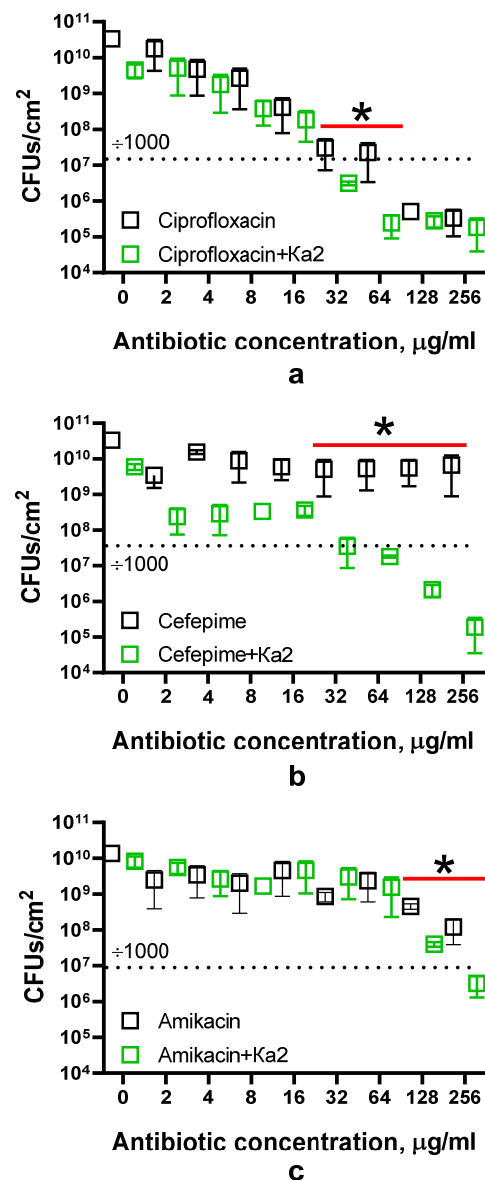 10¹¹
10¹⁰
10⁹
10⁸
10⁷
10⁶
10⁵
10⁴
CFUs/cm²
*
÷1000
Ciprofloxacin
Ciprofloxacin+Ka2
0 2 4 8 16 32 64 128 256
Antibiotic concentration, µg/ml
a
10¹¹
10¹⁰
10⁹
10⁸
10⁷
10⁶
10⁵
10⁴
CFUs/cm²
*
÷1000
Cefepime
Cefepime+Ka2
0 2 4 8 16 32 64 128 256
Antibiotic concentration, µg/ml
b
10¹¹
10¹⁰
10⁹
10⁸
10⁷
10⁶
10⁵
10⁴
CFUs/cm²
*
÷1000
Amikacin
Amikacin+Ka2
0 2 4 8 16 32 64 128 256
Antibiotic concentration, µg/ml
c